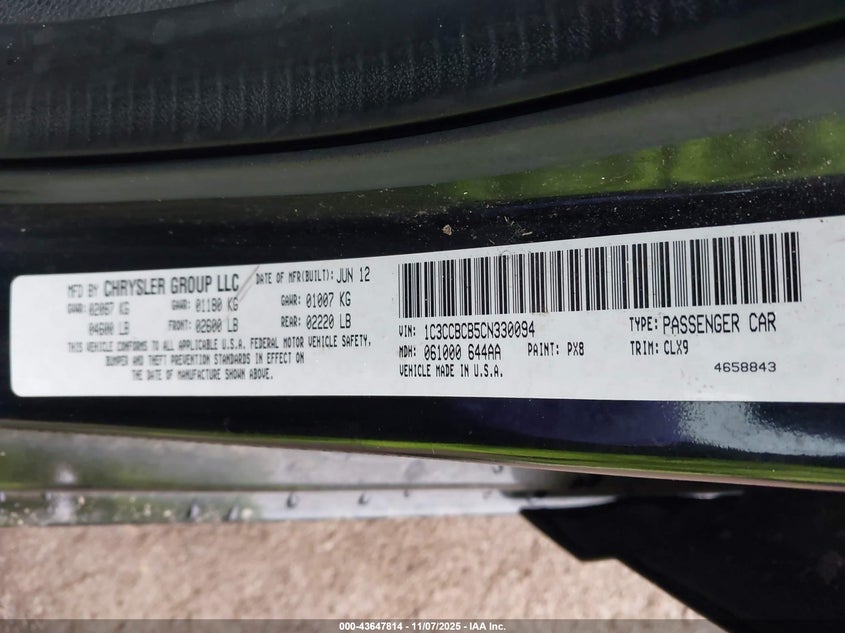 MFD BY CHRYSLER GROUP LLC DATE OF MFR(BUILT): JUN 12
GVWR: 02087 KG GAWR: 01180 KG GAWR: 01007 KG
04600 LB FRONT: 02600 LB REAR: 02220 LB
THIS VEHICLE CONFORMS TO ALL APPLICABLE U.S.A. FEDERAL MOTOR VEHICLE SAFETY,
BUMPER AND THEFT PREVENTION STANDARDS IN EFFECT ON
THE DATE OF MANUFACTURE SHOWN ABOVE.
VIN: 1C3CCBCB5CN330094 TYPE: PASSENGER CAR
MDH: 061000 644AA PAINT: PX8 TRIM: CLX9
VEHICLE MADE IN U.S.A. 4658843
000-43647814 | 11/07/2025 | IAA Inc.